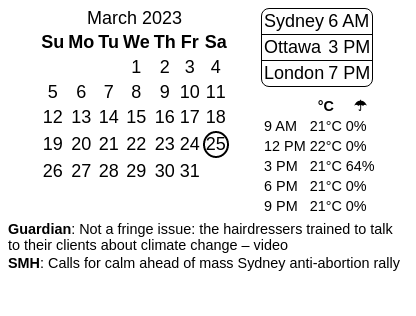 March 2023
Su Mo Tu We Th Fr Sa
1 2 3 4
5 6 7 8 9 10 11
12 13 14 15 16 17 18
19 20 21 22 23 24 25
26 27 28 29 30 31
Sydney 6 AM
Ottawa 3 PM
London 7 PM
°C ☂
9 AM 21°C 0%
12 PM 22°C 0%
3 PM 21°C 64%
6 PM 21°C 0%
9 PM 21°C 0%
Guardian: Not a fringe issue: the hairdressers trained to talk
to their clients about climate change – video
SMH: Calls for calm ahead of mass Sydney anti-abortion rally